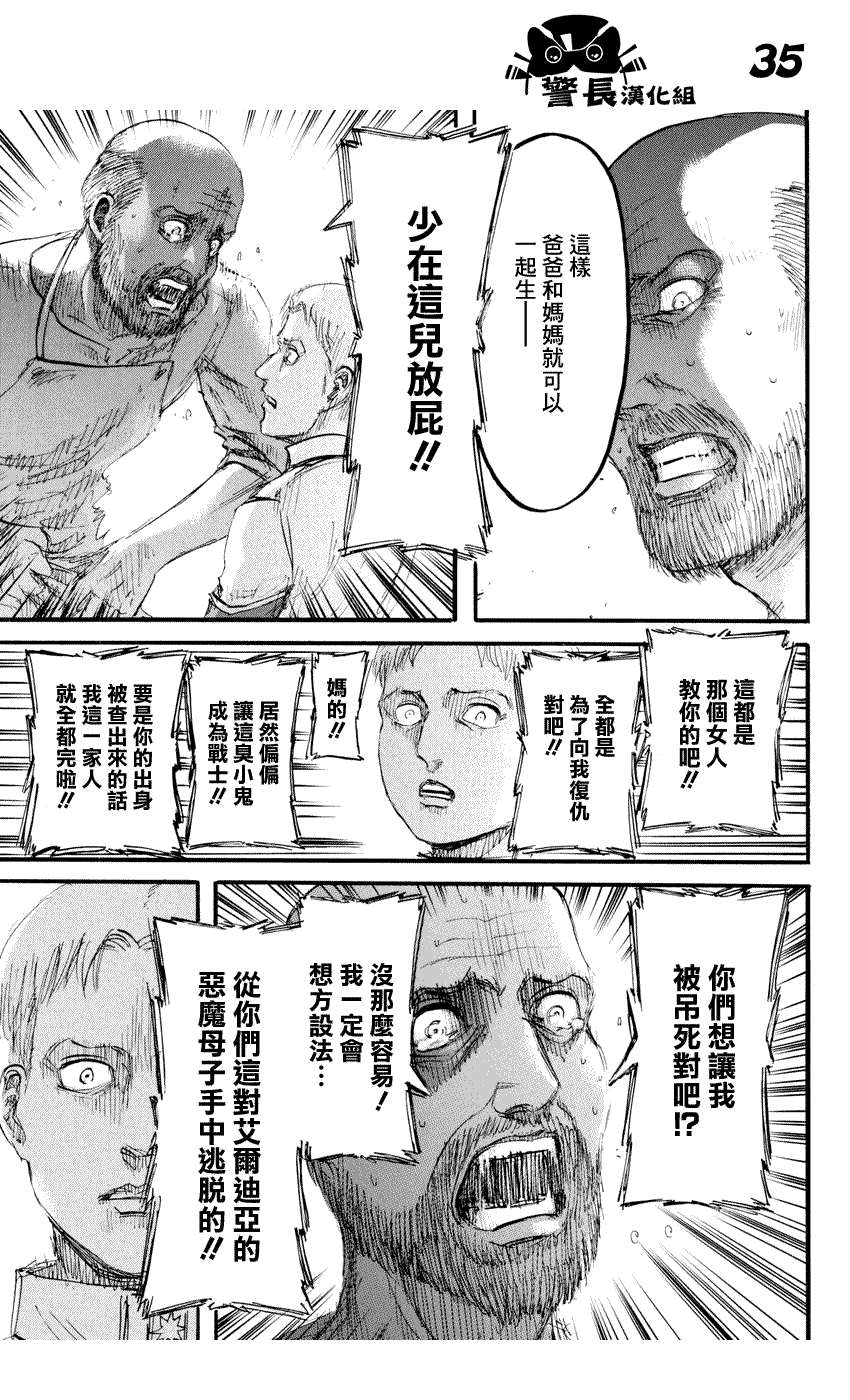 警長漢化組
35
這樣
爸爸和媽媽就可以
一起生——
少在這兒放屁!!
這都是
那個女人
教你的吧!!
全都是
為了向我復仇
對吧!!
媽的!!
居然偏偏
讓這臭小鬼
成為戰士!!
要是你的出身
被查出來的話
我這一家人
就全都完啦!!
你們想讓我
被吊死對吧!?
沒那麼容易!
我一定會
想方設法…
從你們這對艾爾迪亞的
惡魔母子手中逃脫的!!